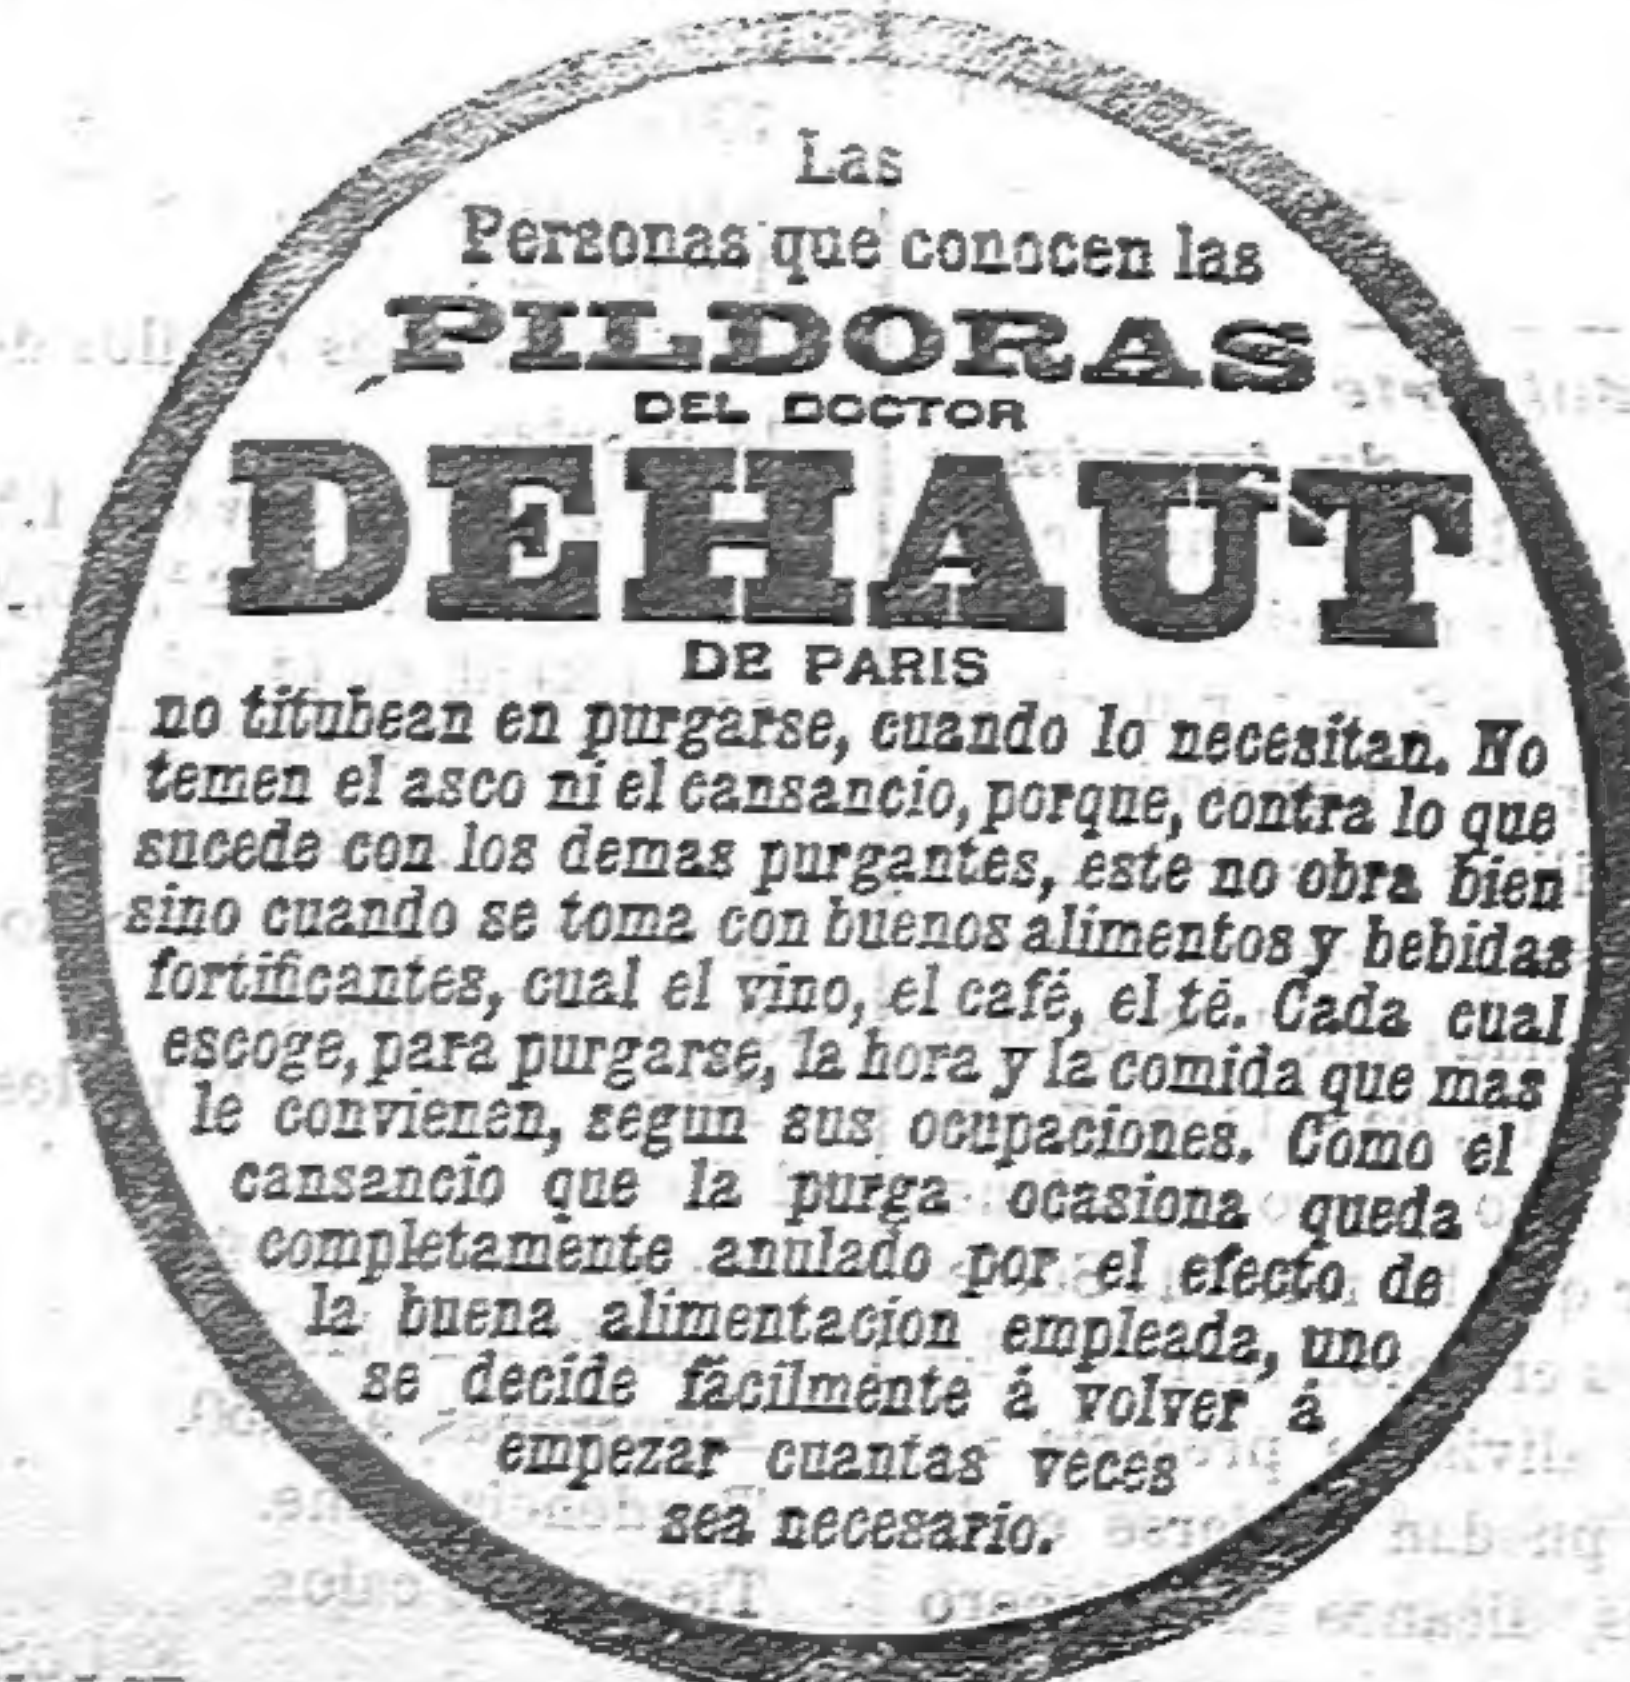 Las
Personas que conocen las
PILDORAS
DEL DOCTOR
DEHAUT
DE PARIS
no titubean en purgarse, cuando lo necesitan. No
temen el asco ni el cansancio, porque, contra lo que
sucede con los demas purgantes, este no obra bien
sino cuando se toma con buenos alimentos y bebidas
fortificantes, cual el vino, el café, el té. Cada cual
escoge, para purgarse, la hora y la comida que mas
le convienen, segun sus ocupaciones. Como el
cansancio que la purga ocasiona queda
completamente anulado por el efecto de
la buena alimentacion empleada, uno
se decide fácilmente á volver á
empezar cuantas veces
sea necesario.